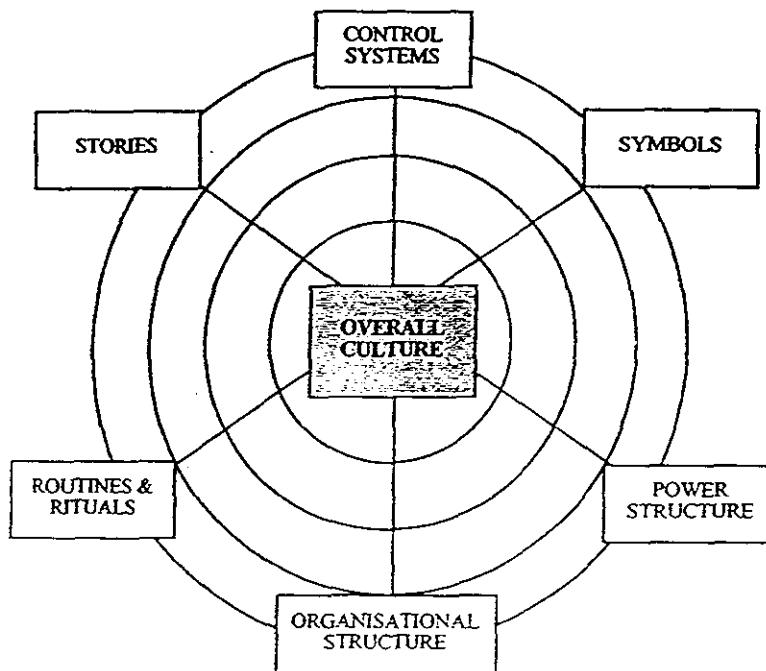 CONTROL
SYSTEMS
STORIES
SYMBOLS
OVERALL
CULTURE
ROUTINES &
RITUALS
POWER
STRUCTURE
ORGANISATIONAL
STRUCTURE